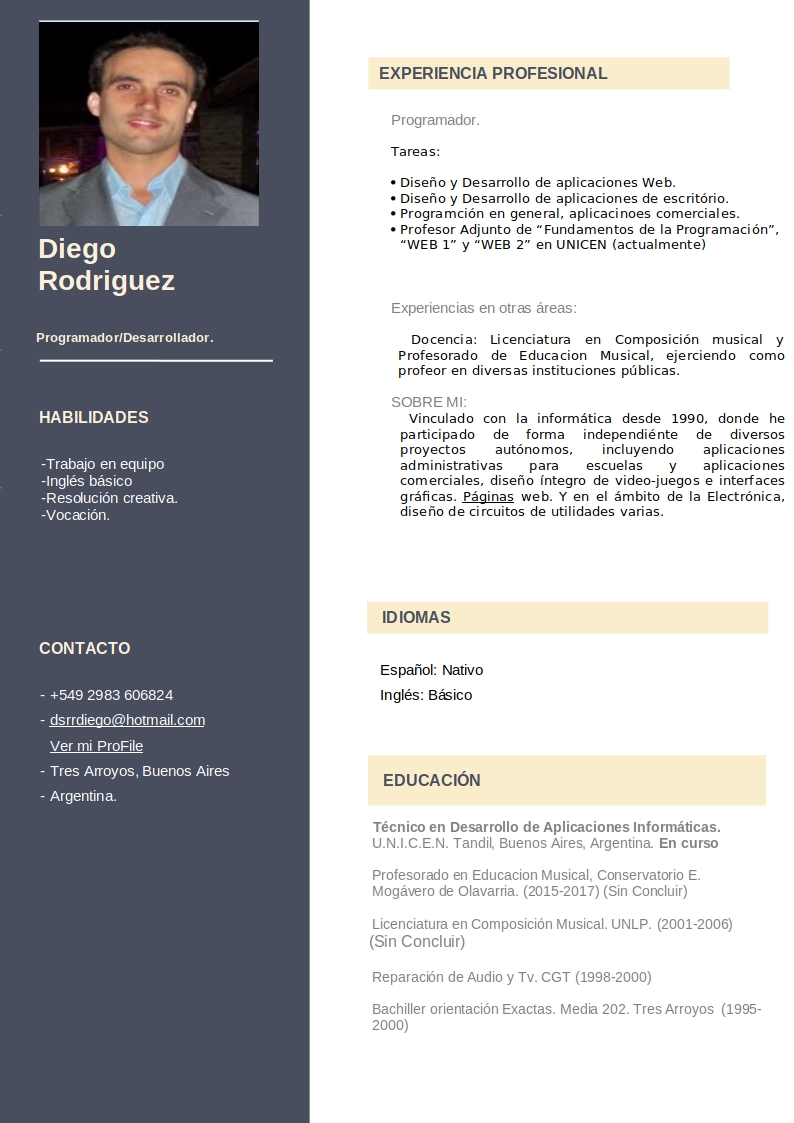 Diego
Rodriguez
Programador/Desarrollador.
HABILIDADES
-Trabajo en equipo
-Inglés básico
-Resolución creativa.
-Vocación.
CONTACTO
- +549 2983 606824
- dsrrdiego@hotmail.com
Ver mi ProFile
- Tres Arroyos, Buenos Aires
- Argentina.
EXPERIENCIA PROFESIONAL
Programador.
Tareas:
• Diseño y Desarrollo de aplicaciones Web.
• Diseño y Desarrollo de aplicaciones de escritório.
• Programción en general, aplicacinoes comerciales.
• Profesor Adjunto de “Fundamentos de la Programación”,
“WEB 1” y “WEB 2” en UNICEN (actualmente)
Experiencias en otras áreas:
Docencia: Licenciatura en Composición musical y
Profesorado de Educacion Musical, ejerciendo como
profeor en diversas instituciones públicas.
SOBRE MI:
Vinculado con la informática desde 1990, donde he
participado de forma independiénte de diversos
proyectos autónomos, incluyendo aplicaciones
administrativas para escuelas y aplicaciones
comerciales, diseño íntegro de video-juegos e interfaces
gráficas. Páginas web. Y en el ámbito de la Electrónica,
diseño de circuitos de utilidades varias.
IDIOMAS
Español: Nativo
Inglés: Básico
EDUCACIÓN
Técnico en Desarrollo de Aplicaciones Informáticas.
U.N.I.C.E.N. Tandil, Buenos Aires, Argentina. En curso
Profesorado en Educacion Musical, Conservatorio E.
Mogávero de Olavarria. (2015-2017) (Sin Concluir)
Licenciatura en Composición Musical. UNLP. (2001-2006)
(Sin Concluir)
Reparación de Audio y Tv. CGT (1998-2000)
Bachiller orientación Exactas. Media 202. Tres Arroyos (1995-
2000)